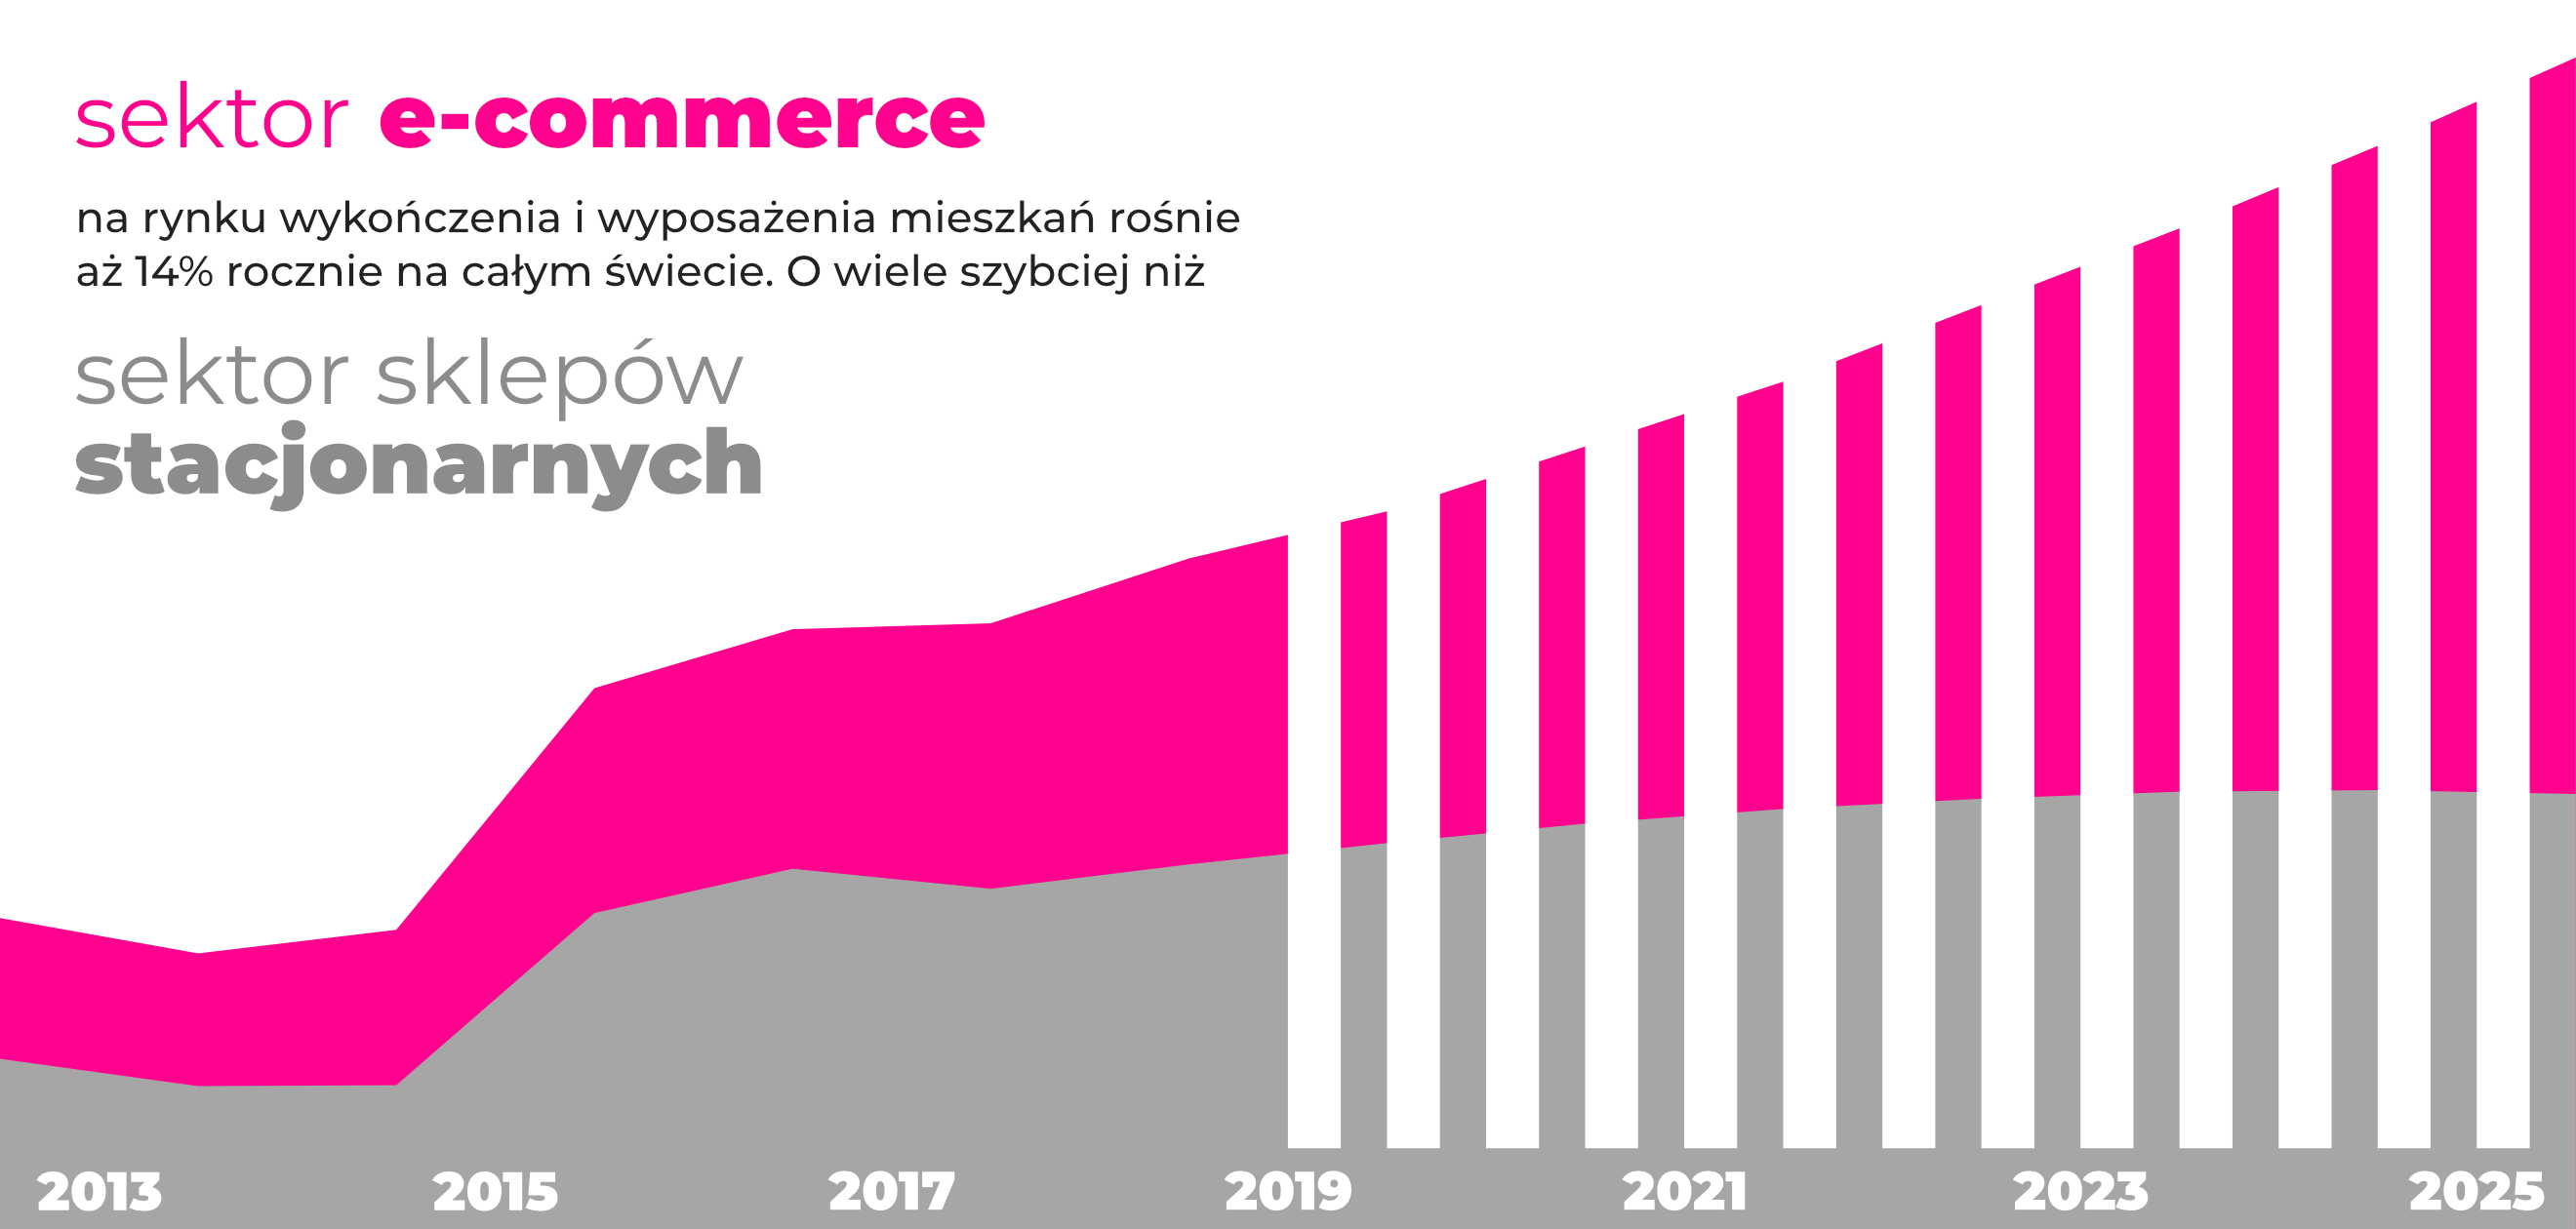 sektor e-commerce
na rynku wykończenia i wyposażenia mieszkań rośnie
aż 14% rocznie na całym świecie. O wiele szybciej niż
sektor sklepów
stacjonarnych
2013 2015 2017 2019 2021 2023 2025